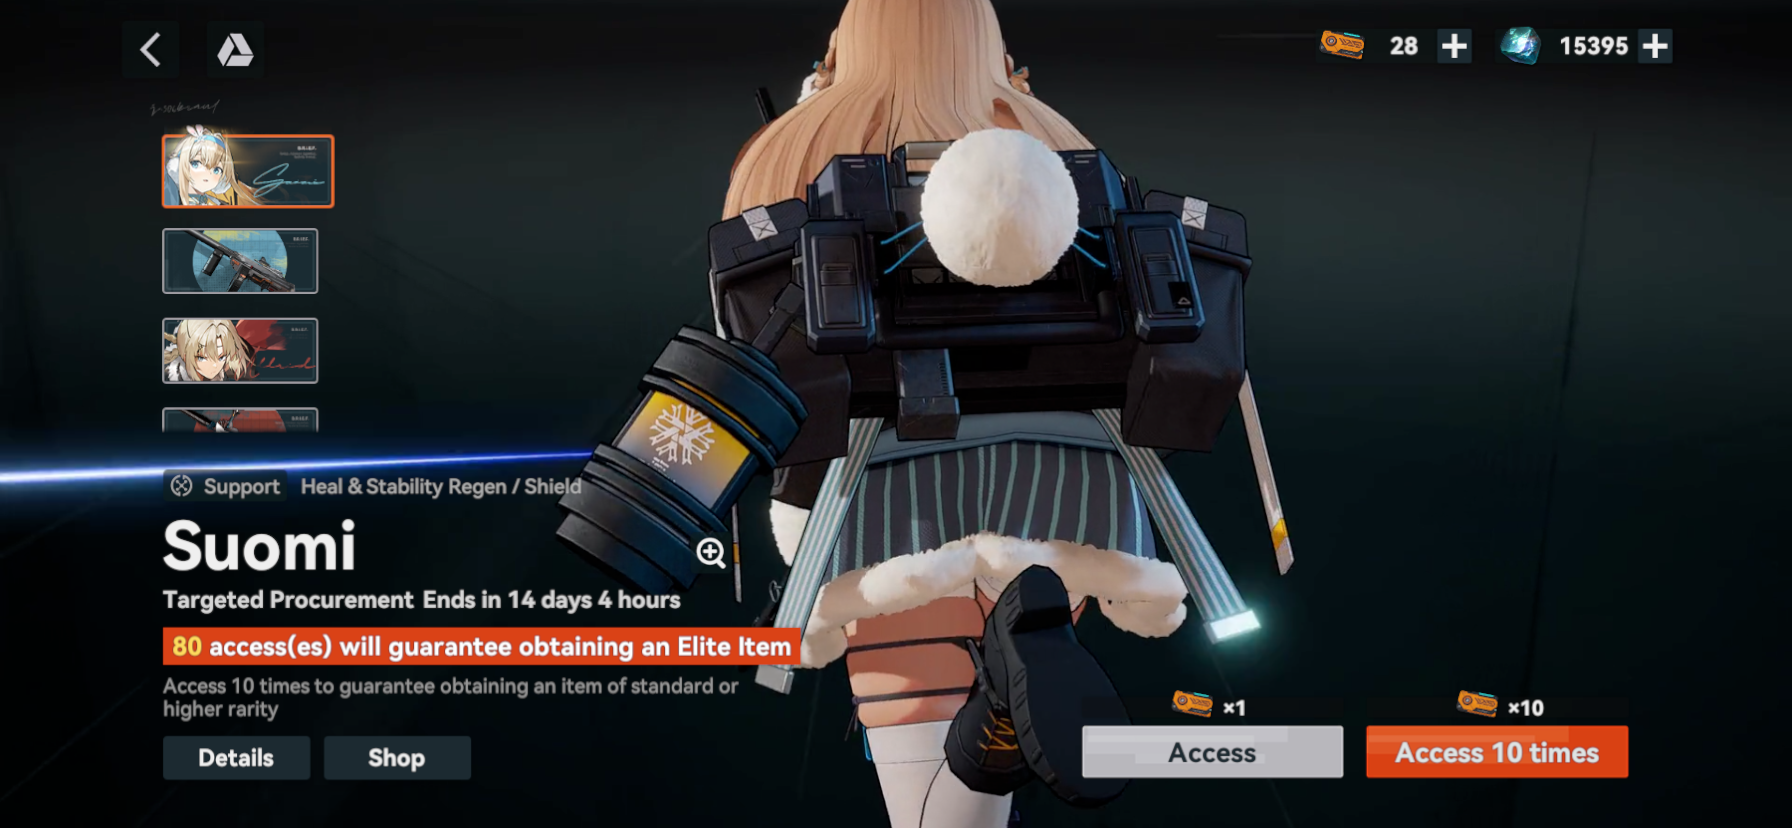 28
15395
Support Heal & Stability Regen / Shield
Suomi
Targeted Procurement Ends in 14 days 4 hours
80 access(es) will guarantee obtaining an Elite Item
Access 10 times to guarantee obtaining an item of standard or
higher rarity
Details Shop
×1
Access
×10
Access 10 times